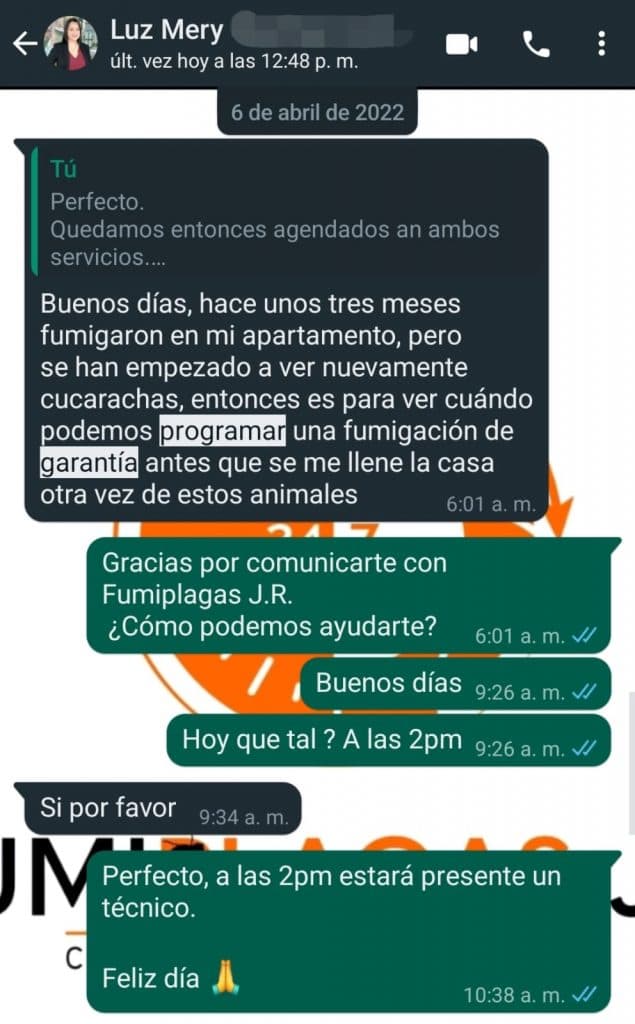 Luz Mery
últ. vez hoy a las 12:48 p. m.
6 de abril de 2022
Tú
Perfecto.
Quedamos entonces agendados an ambos
servicios....
Buenos días, hace unos tres meses
fumigaron en mi apartamento, pero
se han empezado a ver nuevamente
cucarachas, entonces es para ver cuándo
podemos programar una fumigación de
garantía antes que se me llene la casa
otra vez de estos animales
6:01 a. m.
Gracias por comunicarte con
Fumiplagas J.R.
¿Cómo podemos ayudarte?
6:01 a. m.
Buenos días
9:26 a. m.
Hoy que tal ? A las 2pm
9:26 a. m.
Si por favor
9:34 a. m.
Perfecto, a las 2pm estará presente un
técnico.
Feliz día 🙏
10:38 a. m.